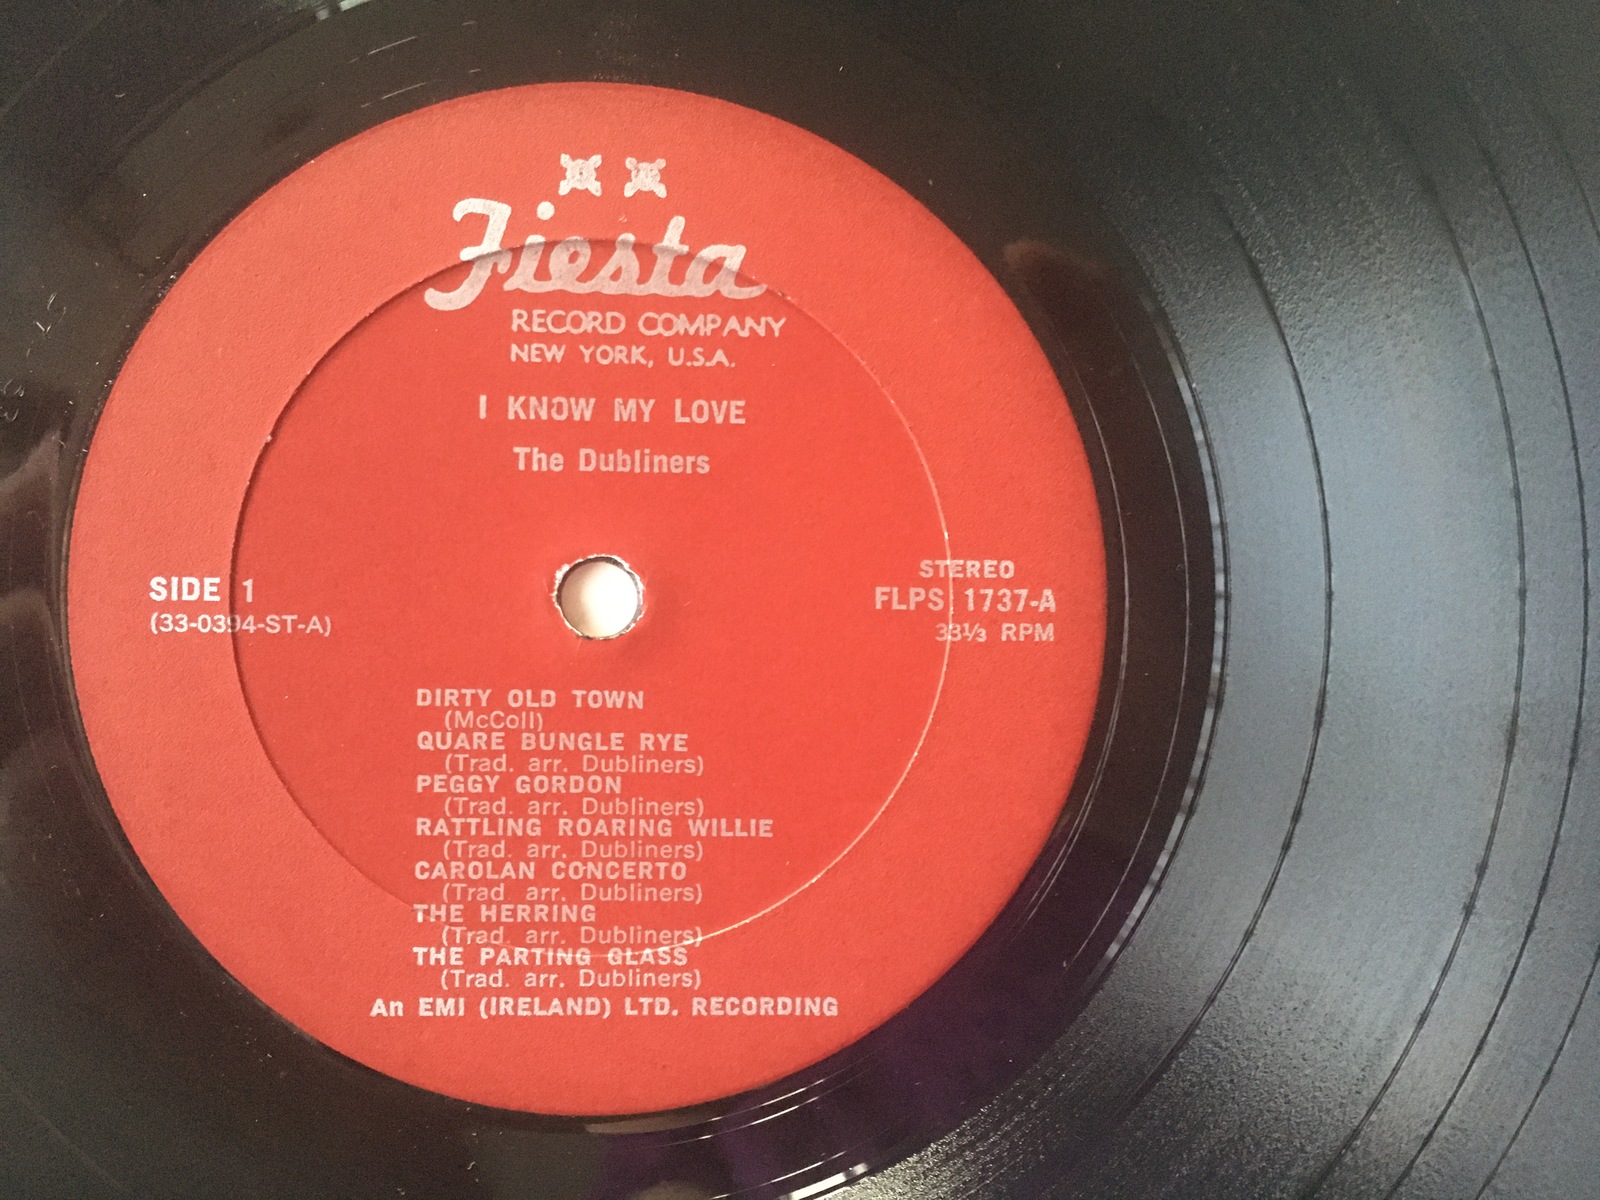 Fiesta
RECORD COMPANY
NEW YORK, U.S.A.
I KNOW MY LOVE
The Dubliners
SIDE 1
(33-0394-ST-A)
STEREO
FLPS 1737-A
33⅓ RPM
DIRTY OLD TOWN
(McColl)
QUARE BUNGLE RYE
(Trad. arr. Dubliners)
PEGGY GORDON
(Trad. arr. Dubliners)
RATTLING ROARING WILLIE
(Trad. arr. Dubliners)
CAROLAN CONCERTO
(Trad. arr. Dubliners)
THE HERRING
(Trad. arr. Dubliners)
THE PARTING GLASS
(Trad. arr. Dubliners)
An EMI (IRELAND) LTD. RECORDING